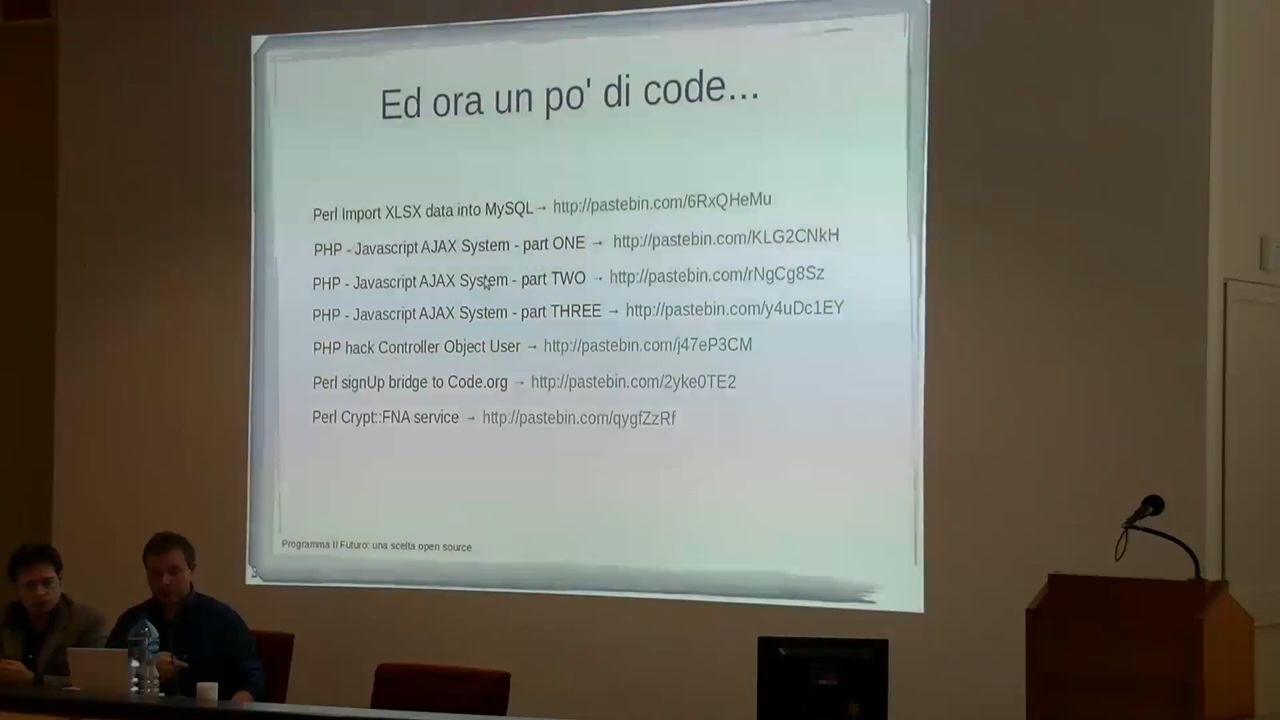 Ed ora un po' di code...
Perl Import XLSX data into MySQL→ http://pastebin.com/6RxQHeMu
PHP - Javascript AJAX System - part ONE → http://pastebin.com/KLG2CNkH
PHP - Javascript AJAX System - part TWO → http://pastebin.com/rNgCg8Sz
PHP - Javascript AJAX System - part THREE → http://pastebin.com/y4uDc1EY
PHP hack Controller Object User → http://pastebin.com/j47eP3CM
Perl signUp bridge to Code.org → http://pastebin.com/2yke0TE2
Perl Crypt::FNA service → http://pastebin.com/qygfZzRf
Programma Il Futuro: una scelta open source